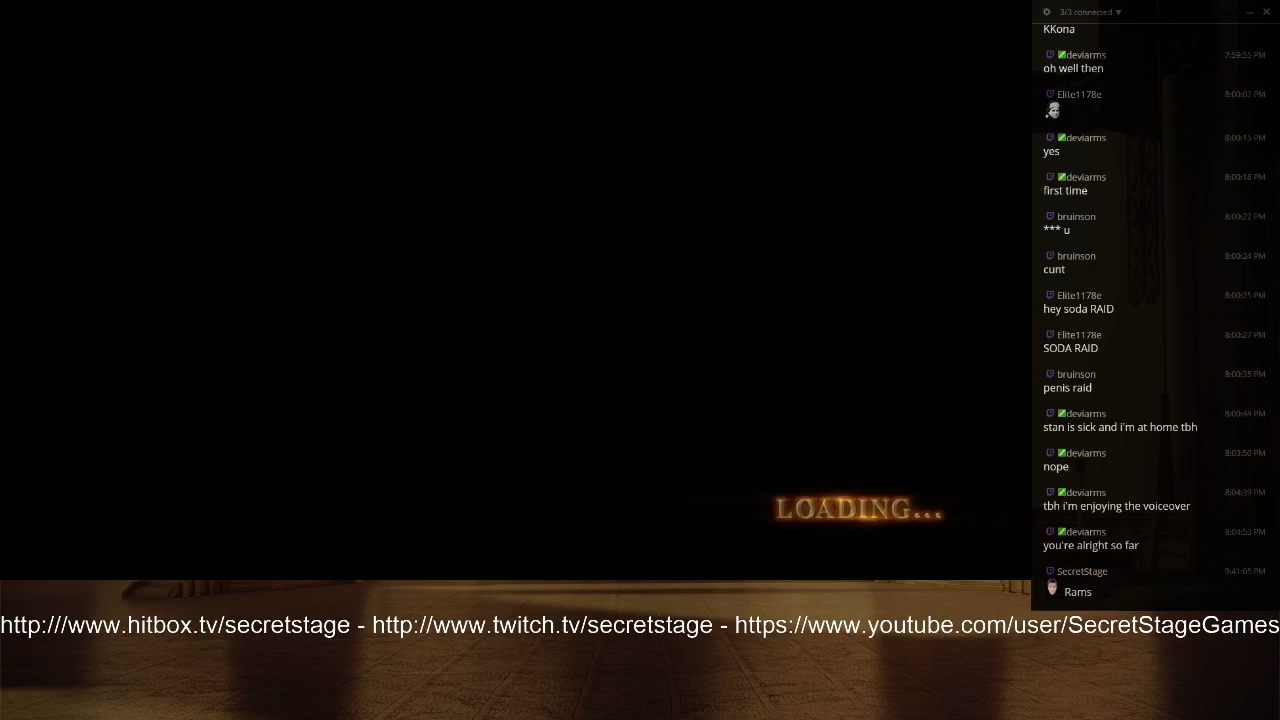 3/3 connected ▼
KKona
deviarms 7:59:55 PM
oh well then
Elite1178e 8:00:02 PM
deviarms 8:00:15 PM
yes
deviarms 8:00:18 PM
first time
bruinson 8:00:22 PM
*** u
bruinson 8:00:24 PM
cunt
Elite1178e 8:00:25 PM
hey soda RAID
Elite1178e 8:00:27 PM
SODA RAID
bruinson 8:00:35 PM
penis raid
deviarms 8:00:44 PM
stan is sick and i'm at home tbh
deviarms 8:03:50 PM
nope
deviarms 8:04:39 PM
tbh i'm enjoying the voiceover
deviarms 8:04:53 PM
you're alright so far
SecretStage 9:41:05 PM
Rams
LOADING...
http:///www.hitbox.tv/secretstage - http://www.twitch.tv/secretstage - https://www.youtube.com/user/SecretStageGames